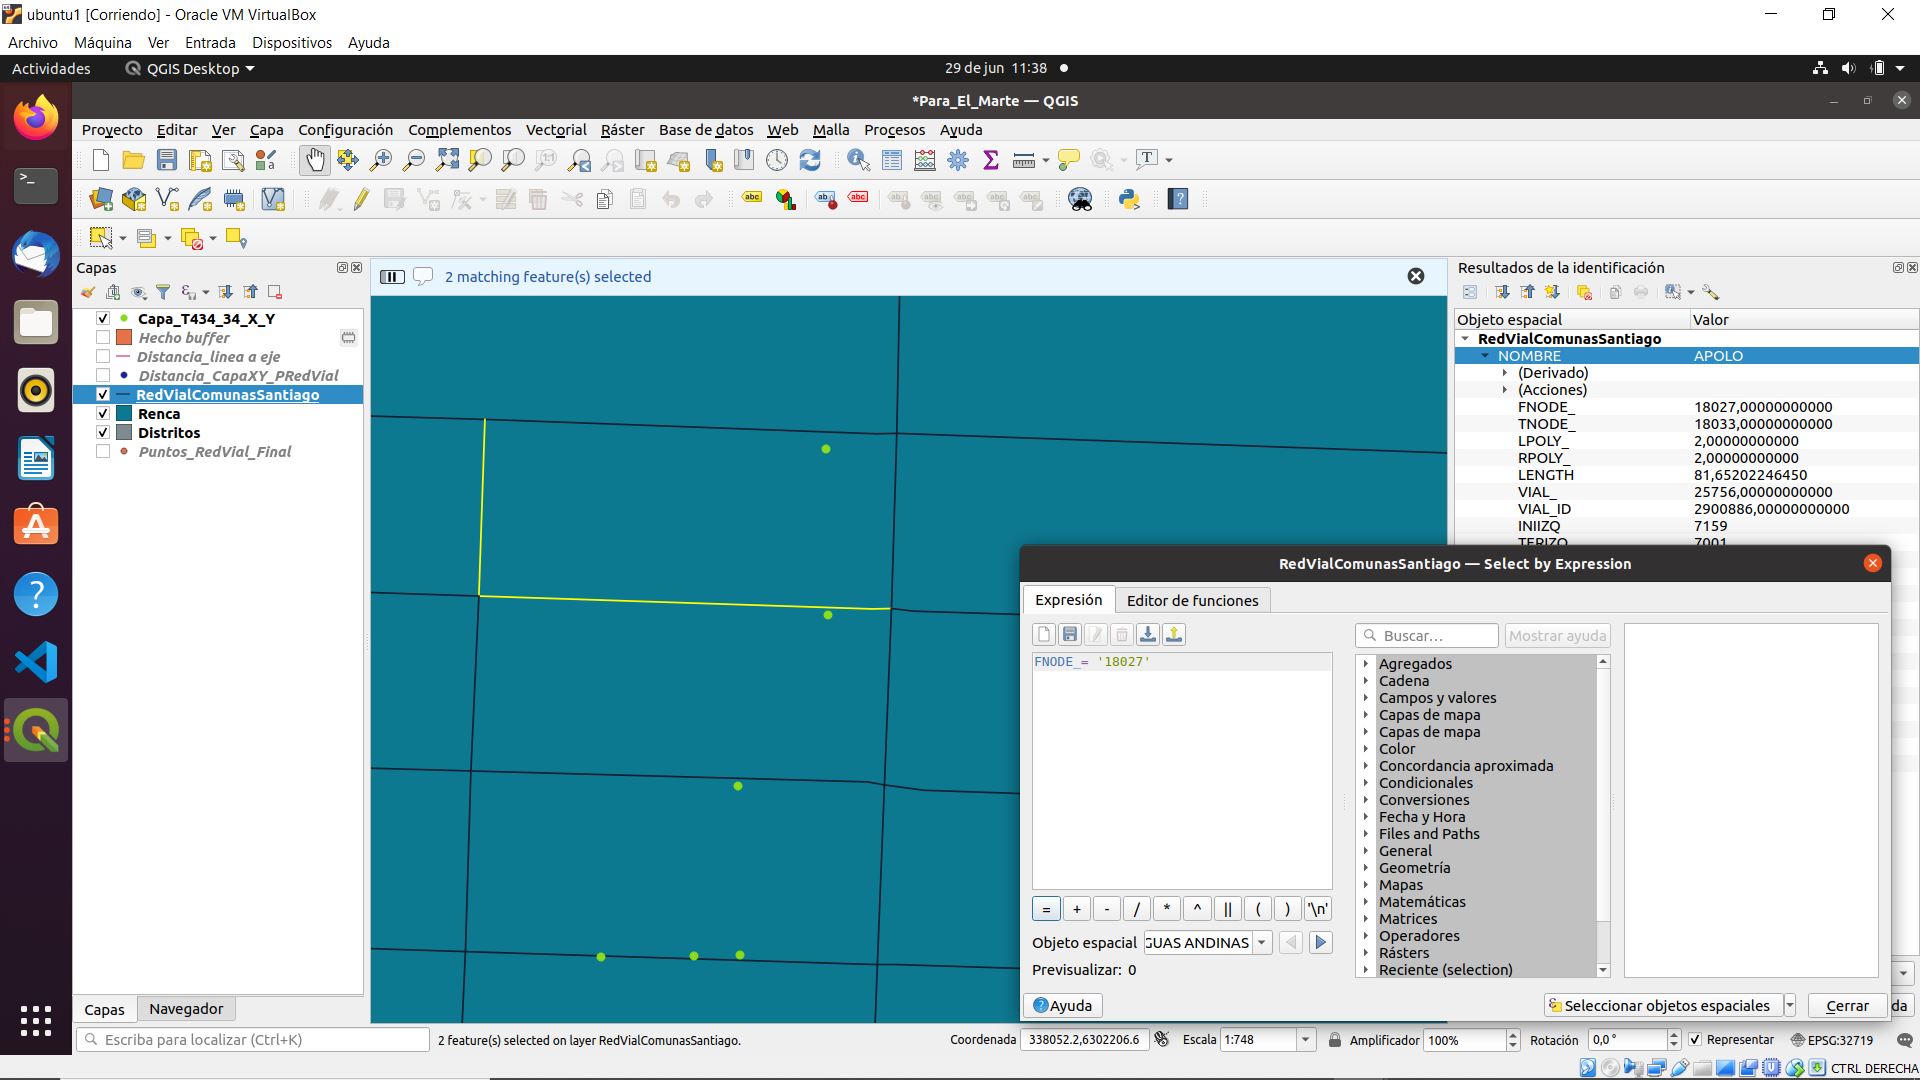 ubuntu1 [Corriendo] - Oracle VM VirtualBox
Archivo Máquina Ver Entrada Dispositivos Ayuda
Actividades QGIS Desktop 29 de jun 11:38
*Para_El_Marte — QGIS
Proyecto Editar Ver Capa Configuración Complementos Vectorial Ráster Base de datos Web Malla Procesos Ayuda
Capas
2 matching feature(s) selected
Resultados de la identificación
Capa_T434_34_X_Y
Hecho buffer
Distancia_linea a eje
Distancia_CapaXY_PRedVial
RedVialComunasSantiago
Renca
Distritos
Puntos_RedVial_Final
Objeto espacial Valor
RedVialComunasSantiago
NOMBRE APOLO
(Derivado)
(Acciones)
FNODE_ 18027,00000000000
TNODE_ 18033,00000000000
LPOLY_ 2,00000000000
RPOLY_ 2,00000000000
LENGTH 81,65202246450
VIAL_ 25756,00000000000
VIAL_ID 2900886,00000000000
INIIZQ 7159
TERIZQ 7001
RedVialComunasSantiago — Select by Expression
Expresión Editor de funciones
Buscar... Mostrar ayuda
FNODE_= '18027'
Agregados
Cadena
Campos y valores
Capas de mapa
Capas de mapa
Color
Concordancia aproximada
Condicionales
Conversiones
Fecha y Hora
Files and Paths
General
Geometría
Mapas
Matemáticas
Matrices
Operadores
Rásters
Reciente (selection)
= + - / * ^ || ( ) '\n'
Objeto espacial GUAS ANDINAS
Previsualizar: 0
Ayuda Seleccionar objetos espaciales Cerrar da
Capas Navegador
Escriba para localizar (Ctrl+K) 2 feature(s) selected on layer RedVialComunasSantiago. Coordenada 338052.2,6302206.6 Escala 1:748 Amplificador 100% Rotación 0,0 ° Representar EPSG:32719
CTRL DERECHA